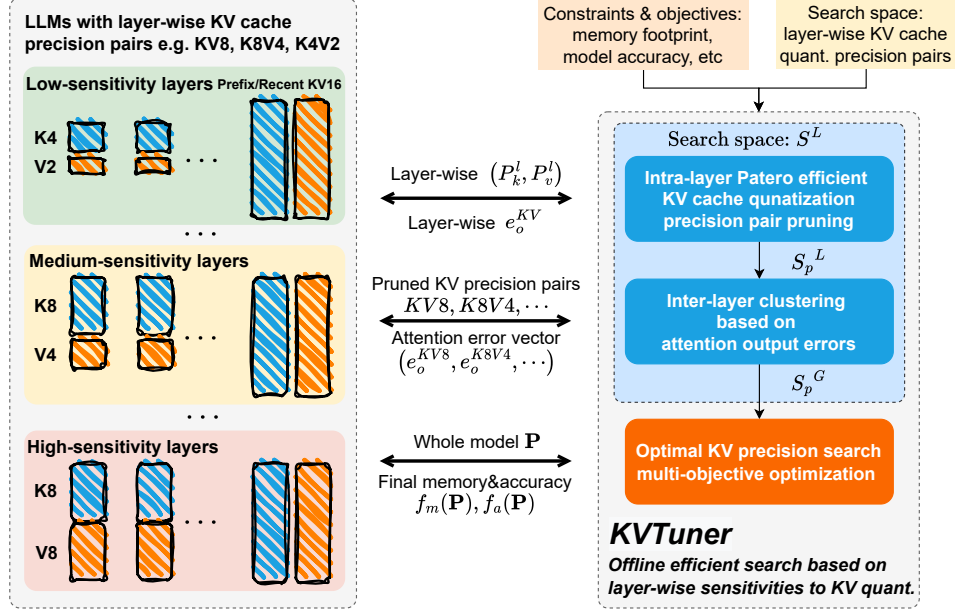 LLMs with layer-wise KV cache
precision pairs e.g. KV8, K8V4, K4V2
Low-sensitivity layers Prefix/Recent KV16
K4
V2
...
...
Medium-sensitivity layers
K8
V4
...
...
High-sensitivity layers
K8
V8
...
Layer-wise (P_k^l, P_v^l)
Layer-wise e_o^{KV}
Pruned KV precision pairs
KV8, K8V4, ···
Attention error vector
(e_o^{KV8}, e_o^{K8V4}, ···)
Whole model P
Final memory&accuracy
f_m(P), f_a(P)
Constraints & objectives:
memory footprint,
model accuracy, etc
Search space:
layer-wise KV cache
quant. precision pairs
Search space: S^L
Intra-layer Patero efficient
KV cache qunatization
precision pair pruning
S_p^L
Inter-layer clustering
based on
attention output errors
S_p^G
Optimal KV precision search
multi-objective optimization
KVTuner
Offline efficient search based on
layer-wise sensitivities to KV quant.